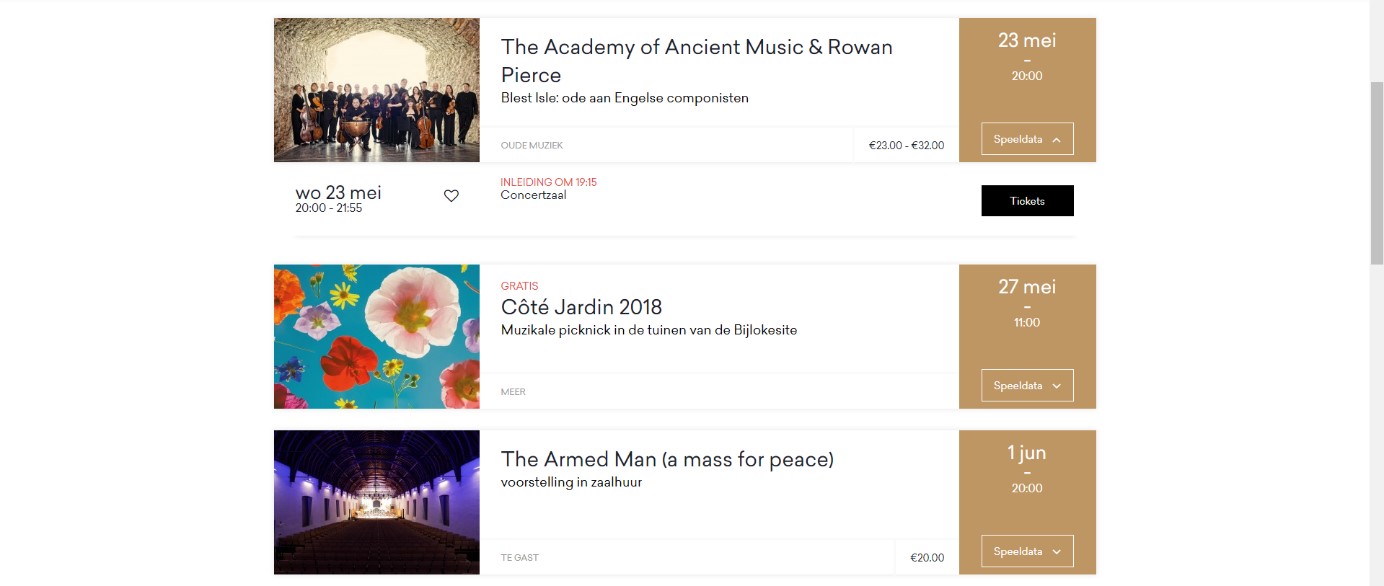 The Academy of Ancient Music & Rowan
Pierce
Blest Isle: ode aan Engelse componisten
OUDE MUZIEK
€23.00 - €32.00
23 mei
–
20:00
Speeldata
wo 23 mei
20:00 - 21:55
INLEIDING OM 19:15
Concertzaal
Tickets
GRATIS
Côté Jardin 2018
Muzikale picknick in de tuinen van de Bijlokesite
MEER
27 mei
–
11:00
Speeldata
The Armed Man (a mass for peace)
voorstelling in zaalhuur
TE GAST
€20.00
1 jun
–
20:00
Speeldata